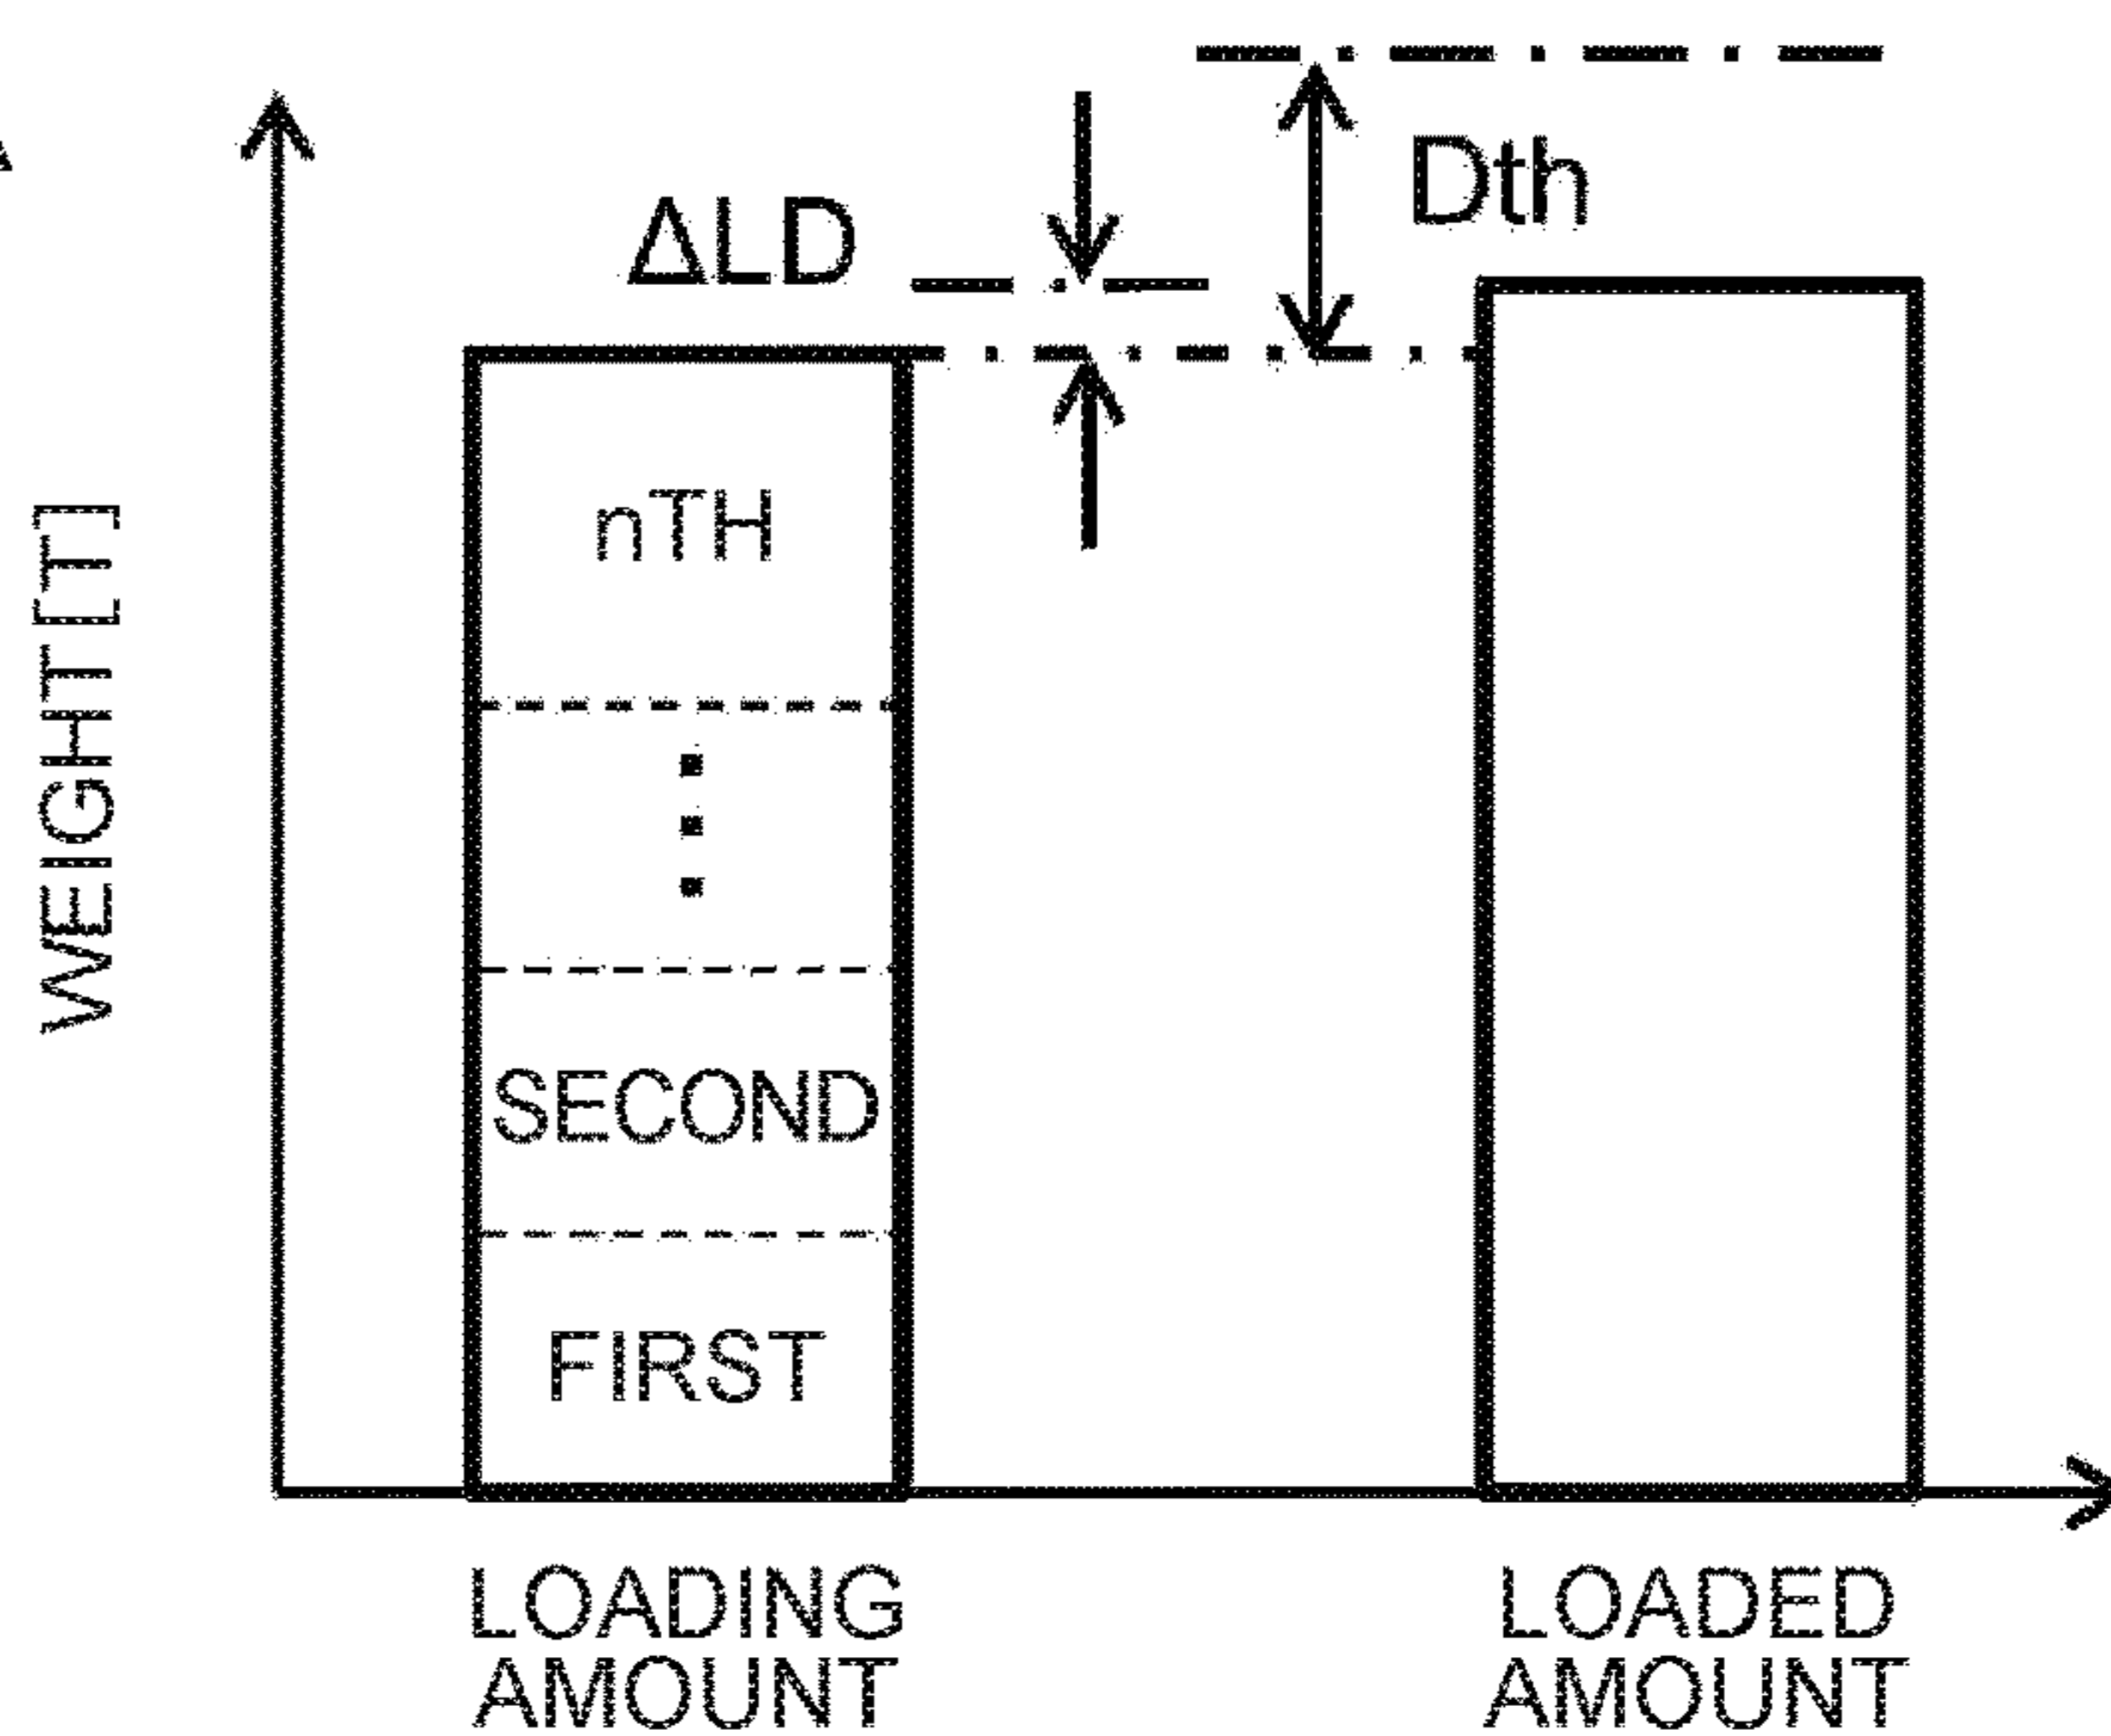 Dth
ΔLD
WEIGHT [T]
nTH
SECOND
FIRST
LOADING
AMOUNT
LOADED
AMOUNT